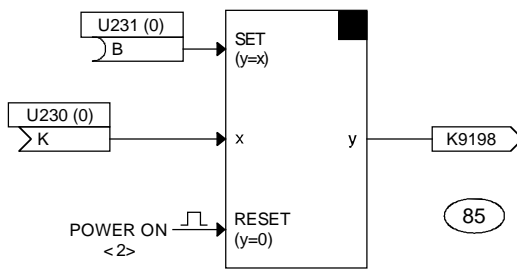 U231 (0)
B
SET
(y=x)
U230 (0)
K
x
y
K9198
POWER ON
<2>
RESET
(y=0)
85